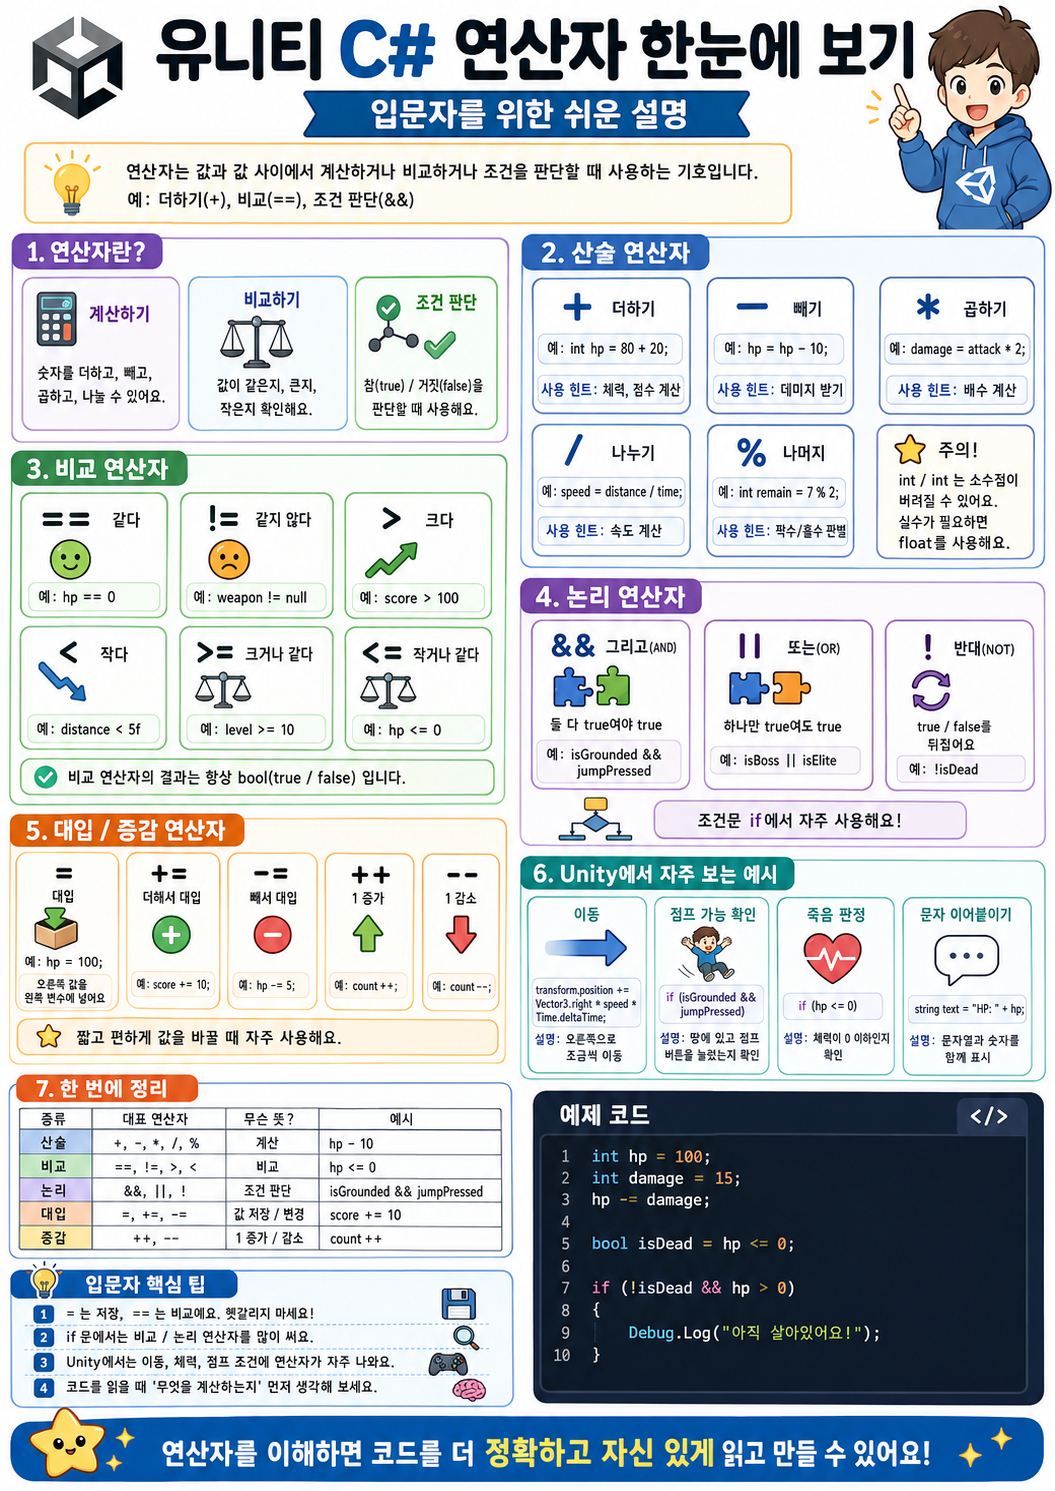 유니티 C# 연산자 한눈에 보기
입문자를 위한 쉬운 설명
연산자는 값과 값 사이에서 계산하거나 비교하거나 조건을 판단할 때 사용하는 기호입니다.
예: 더하기(+), 비교(==), 조건 판단(&&)
1. 연산자란?
계산하기
숫자를 더하고, 빼고,
곱하고, 나눌 수 있어요.
비교하기
값이 같은지, 큰지,
작은지 확인해요.
조건 판단
참(true) / 거짓(false)을
판단할 때 사용해요.
2. 산술 연산자
+ 더하기
예: int hp = 80 + 20;
사용 힌트: 체력, 점수 계산
− 빼기
예: hp = hp - 10;
사용 힌트: 데미지 받기
* 곱하기
예: damage = attack * 2;
사용 힌트: 배수 계산
/ 나누기
예: speed = distance / time;
사용 힌트: 속도 계산
% 나머지
예: int remain = 7 % 2;
사용 힌트: 짝수/홀수 판별
주의!
int / int 는 소수점이
버려질 수 있어요.
실수가 필요하면
float를 사용해요.
3. 비교 연산자
== 같다
예: hp == 0
!= 같지 않다
예: weapon != null
> 크다
예: score > 100
< 작다
예: distance < 5f
>= 크거나 같다
예: level >= 10
<= 작거나 같다
예: hp <= 0
비교 연산자의 결과는 항상 bool(true / false) 입니다.
4. 논리 연산자
&& 그리고(AND)
둘 다 true여야 true
예: isGrounded &&
jumpPressed
|| 또는(OR)
하나만 true여도 true
예: isBoss || isElite
! 반대(NOT)
true / false를
뒤집어요
예: !isDead
조건문 if에서 자주 사용해요!
5. 대입 / 증감 연산자
=
대입
예: hp = 100;
오른쪽 값을
왼쪽 변수에 넣어요
+=
더해서 대입
예: score += 10;
-=
빼서 대입
예: hp -= 5;
++
1 증가
예: count++;
--
1 감소
예: count--;
짧고 편하게 값을 바꿀 때 자주 사용해요.
6. Unity에서 자주 보는 예시
이동
transform.position +=
Vector3.right * speed *
Time.deltaTime;
설명: 오른쪽으로
조금씩 이동
점프 가능 확인
if (isGrounded &&
jumpPressed)
설명: 땅에 있고 점프
버튼을 눌렀는지 확인
죽음 판정
if (hp <= 0)
설명: 체력이 0 이하인지
확인
문자 이어붙이기
string text = "HP: " + hp;
설명: 문자열과 숫자를
함께 표시
7. 한 번에 정리
종류 대표 연산자 무슨 뜻? 예시
산술 +, -, *, /, % 계산 hp - 10
비교 ==, !=, >, < 비교 hp <= 0
논리 &&, ||, ! 조건 판단 isGrounded && jumpPressed
대입 =, +=, -= 값 저장 / 변경 score += 10
증감 ++, -- 1 증가 / 감소 count++
입문자 핵심 팁
1 = 는 저장, == 는 비교예요. 헷갈리지 마세요!
2 if 문에서는 비교 / 논리 연산자를 많이 써요.
3 Unity에서는 이동, 체력, 점프 조건에 연산자가 자주 나와요.
4 코드를 읽을 때 '무엇을 계산하는지' 먼저 생각해 보세요.
예제 코드 </>
1 int hp = 100;
2 int damage = 15;
3 hp -= damage;
4
5 bool isDead = hp <= 0;
6
7 if (!isDead && hp > 0)
8 {
9 Debug.Log("아직 살아있어요!");
10 }
연산자를 이해하면 코드를 더 정확하고 자신 있게 읽고 만들 수 있어요!